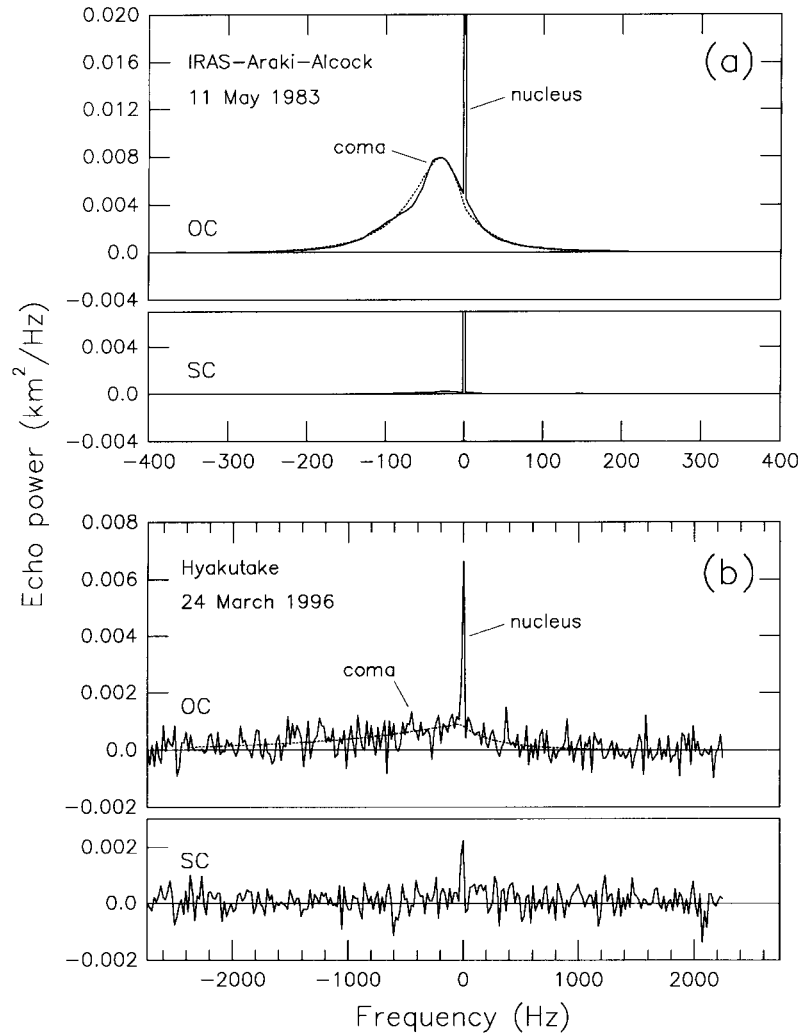 Echo power (km²/Hz)
0.020
0.016
0.012
0.008
0.004
0.0
−0.004
IRAS−Araki−Alcock
11 May 1983
(a)
nucleus
coma
OC
0.004
0.0
−0.004
SC
−400 −300 −200 −100 0 100 200 300 400
0.008
0.006
0.004
0.002
0.0
−0.002
Hyakutake
24 March 1996
(b)
nucleus
coma
OC
0.002
0.0
−0.002
SC
−2000 −1000 0 1000 2000
Frequency (Hz)